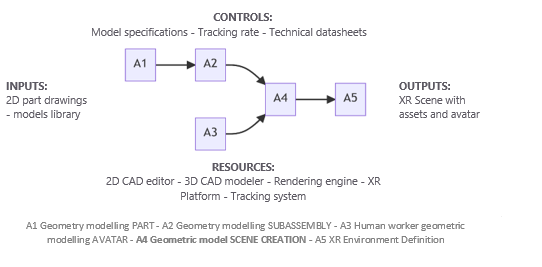 CONTROLS:
Model specifications - Tracking rate - Technical datasheets
A1
A2
INPUTS:
2D part drawings
- models library
A4
A5
OUTPUTS:
XR Scene with
assets and avatar
A3
RESOURCES:
2D CAD editor - 3D CAD modeler - Rendering engine - XR
Platform - Tracking system
A1 Geometry modelling PART - A2 Geometry modelling SUBASSEMBLY - A3 Human worker geometric
modelling AVATAR - A4 Geometric model SCENE CREATION - A5 XR Environment Definition